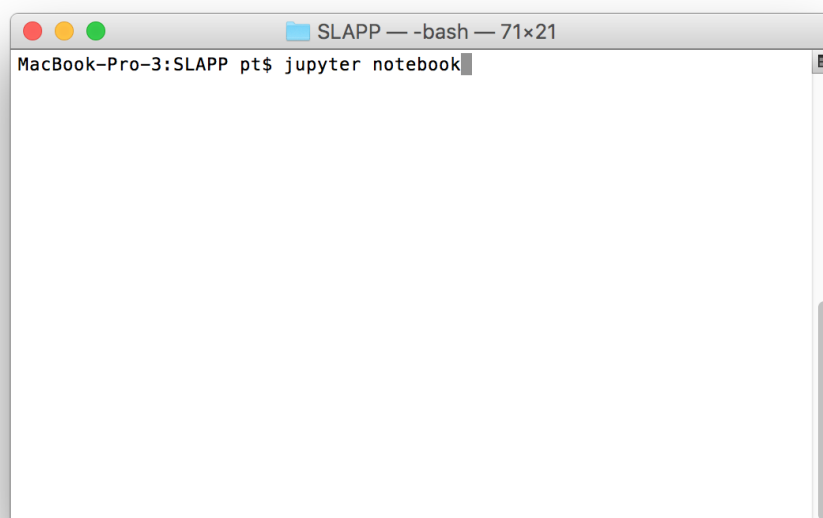 SLAPP — -bash — 71×21
MacBook-Pro-3:SLAPP pt$ jupyter notebook